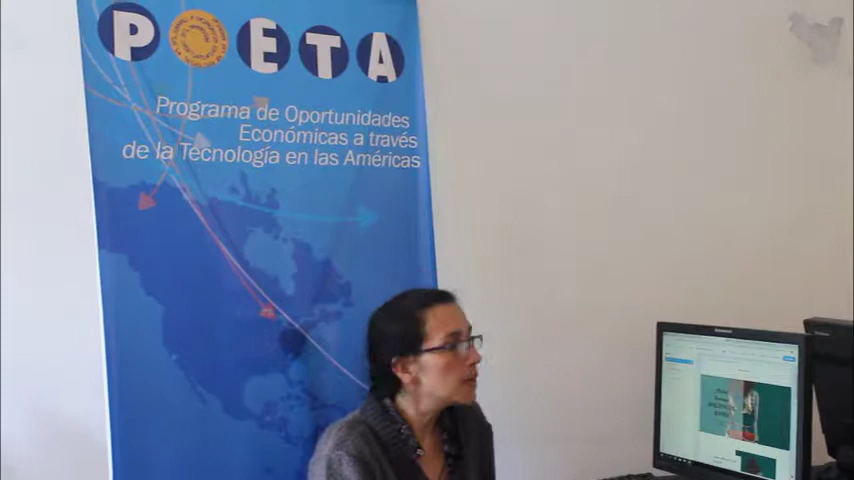 POETA
Programa de Oportunidades
Económicas a través
de la Tecnología en las Américas